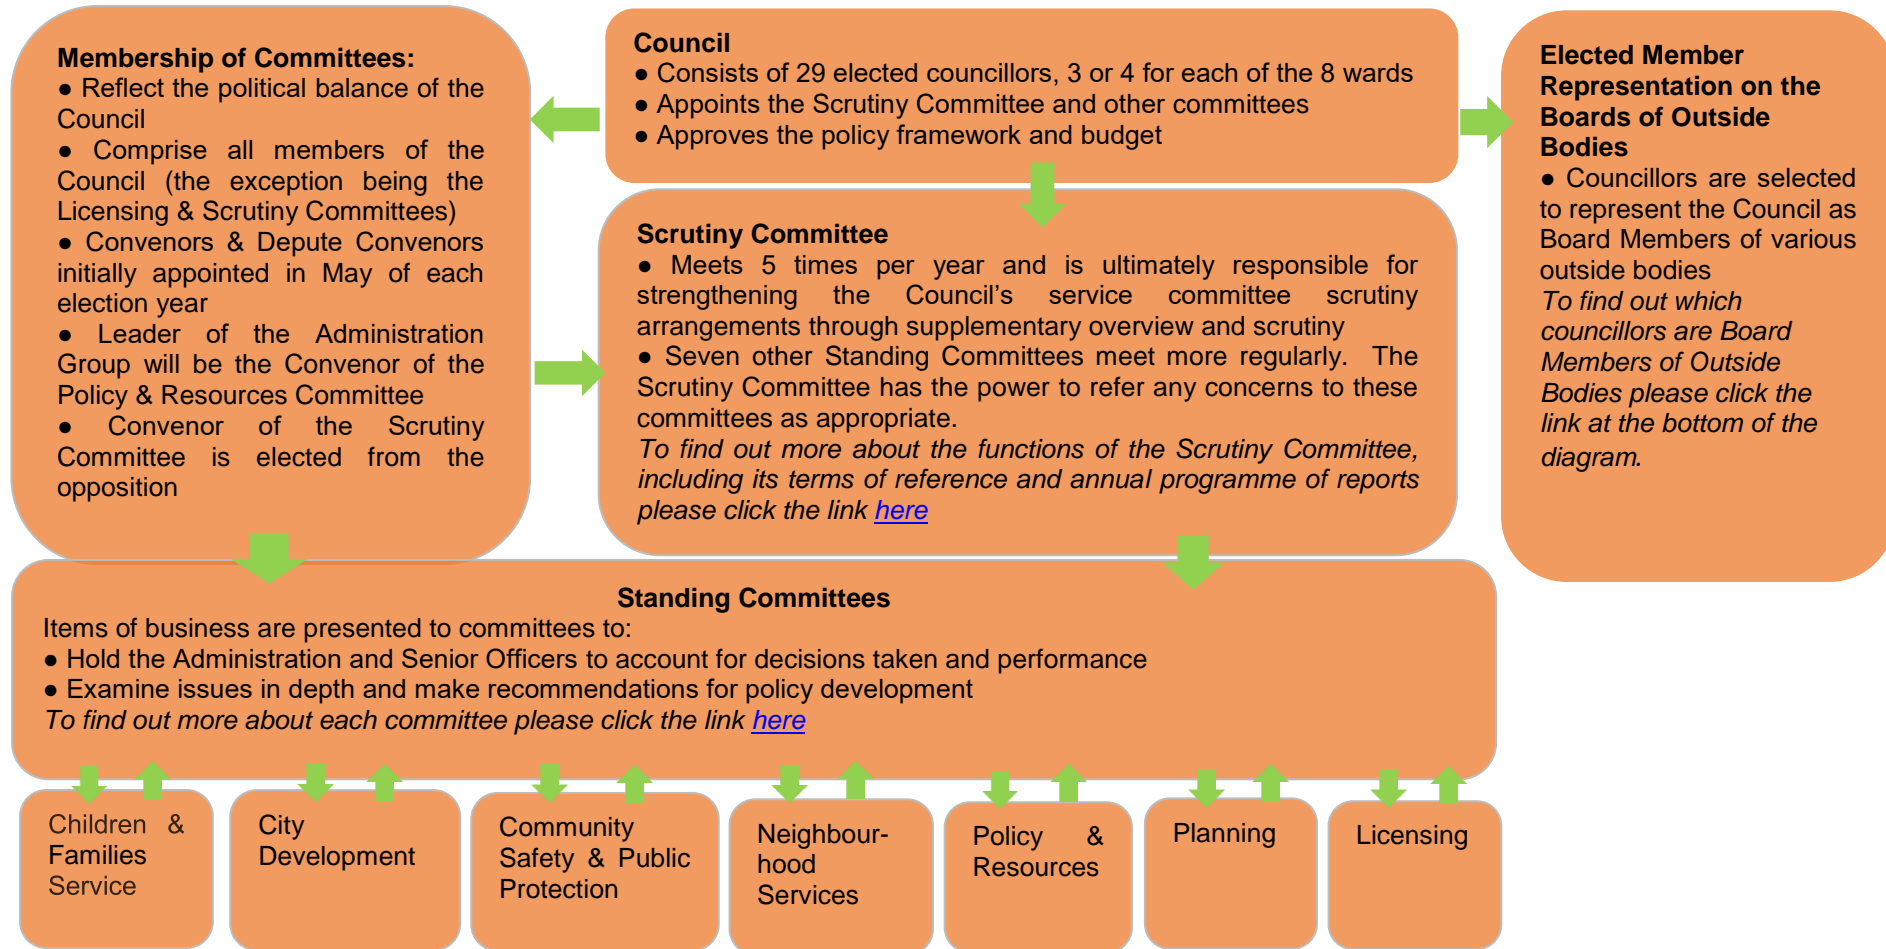 Membership of Committees:
● Reflect the political balance of the
Council
● Comprise all members of the
Council (the exception being the
Licensing & Scrutiny Committees)
● Convenors & Depute Convenors
initially appointed in May of each
election year
● Leader of the Administration
Group will be the Convenor of the
Policy & Resources Committee
● Convenor of the Scrutiny
Committee is elected from the
opposition
Council
● Consists of 29 elected councillors, 3 or 4 for each of the 8 wards
● Appoints the Scrutiny Committee and other committees
● Approves the policy framework and budget
Scrutiny Committee
● Meets 5 times per year and is ultimately responsible for
strengthening the Council’s service committee scrutiny
arrangements through supplementary overview and scrutiny
● Seven other Standing Committees meet more regularly. The
Scrutiny Committee has the power to refer any concerns to these
committees as appropriate.
To find out more about the functions of the Scrutiny Committee,
including its terms of reference and annual programme of reports
please click the link here
Elected Member
Representation on the
Boards of Outside
Bodies
● Councillors are selected
to represent the Council as
Board Members of various
outside bodies
To find out which
councillors are Board
Members of Outside
Bodies please click the
link at the bottom of the
diagram.
Standing Committees
Items of business are presented to committees to:
● Hold the Administration and Senior Officers to account for decisions taken and performance
● Examine issues in depth and make recommendations for policy development
To find out more about each committee please click the link here
Children &
Families
Service
City
Development
Community
Safety & Public
Protection
Neighbour-
hood
Services
Policy &
Resources
Planning
Licensing